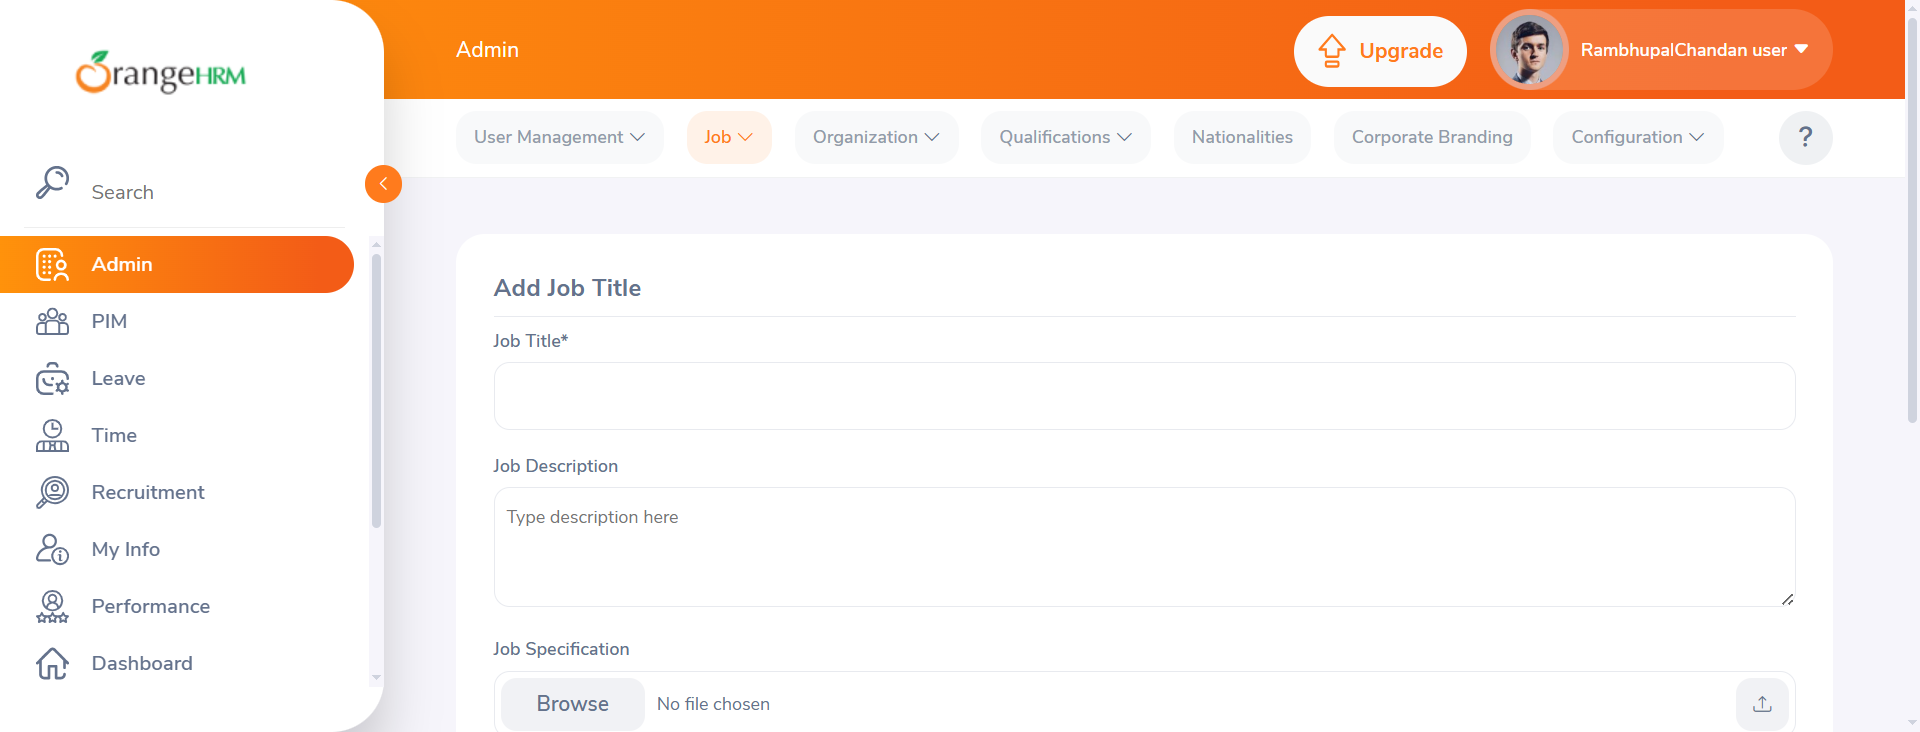 OrangeHRM
Admin
Upgrade
RambhupalChandan user
User Management
Job
Organization
Qualifications
Nationalities
Corporate Branding
Configuration
?
Search
Admin
PIM
Leave
Time
Recruitment
My Info
Performance
Dashboard
Add Job Title
Job Title*
Job Description
Type description here
Job Specification
Browse
No file chosen